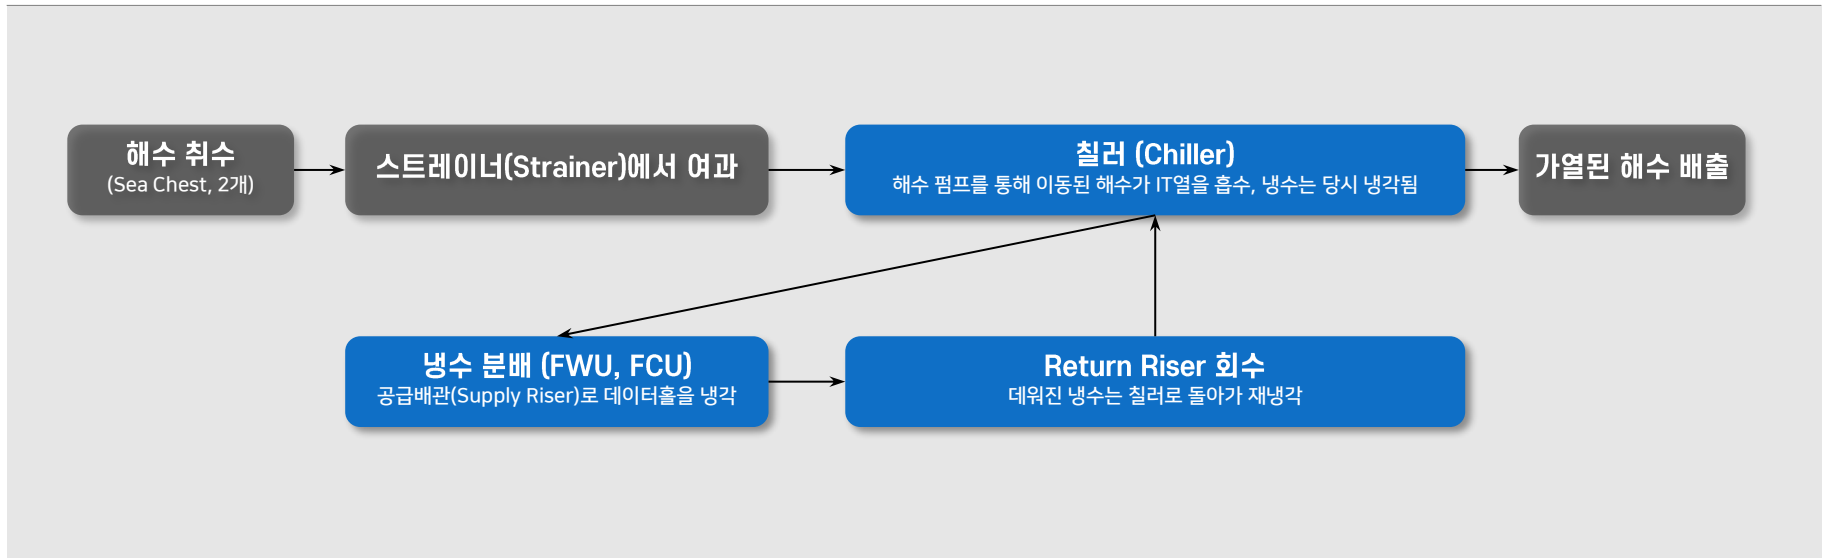 해수 취수
(Sea Chest, 2개)
스트레이너(Strainer)에서 여과
칠러 (Chiller)
해수 펌프를 통해 이동된 해수가 IT열을 흡수, 냉수는 당시 냉각됨
가열된 해수 배출
냉수 분배 (FWU, FCU)
공급배관(Supply Riser)로 데이터홀을 냉각
Return Riser 회수
데워진 냉수는 칠러로 돌아가 재냉각